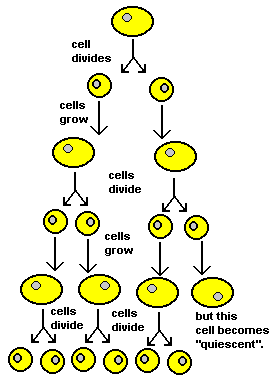 cell
divides
cells
grow
cells
divide
cells
grow
cells
divide
cells
divide
but this
cell becomes
"quiescent".